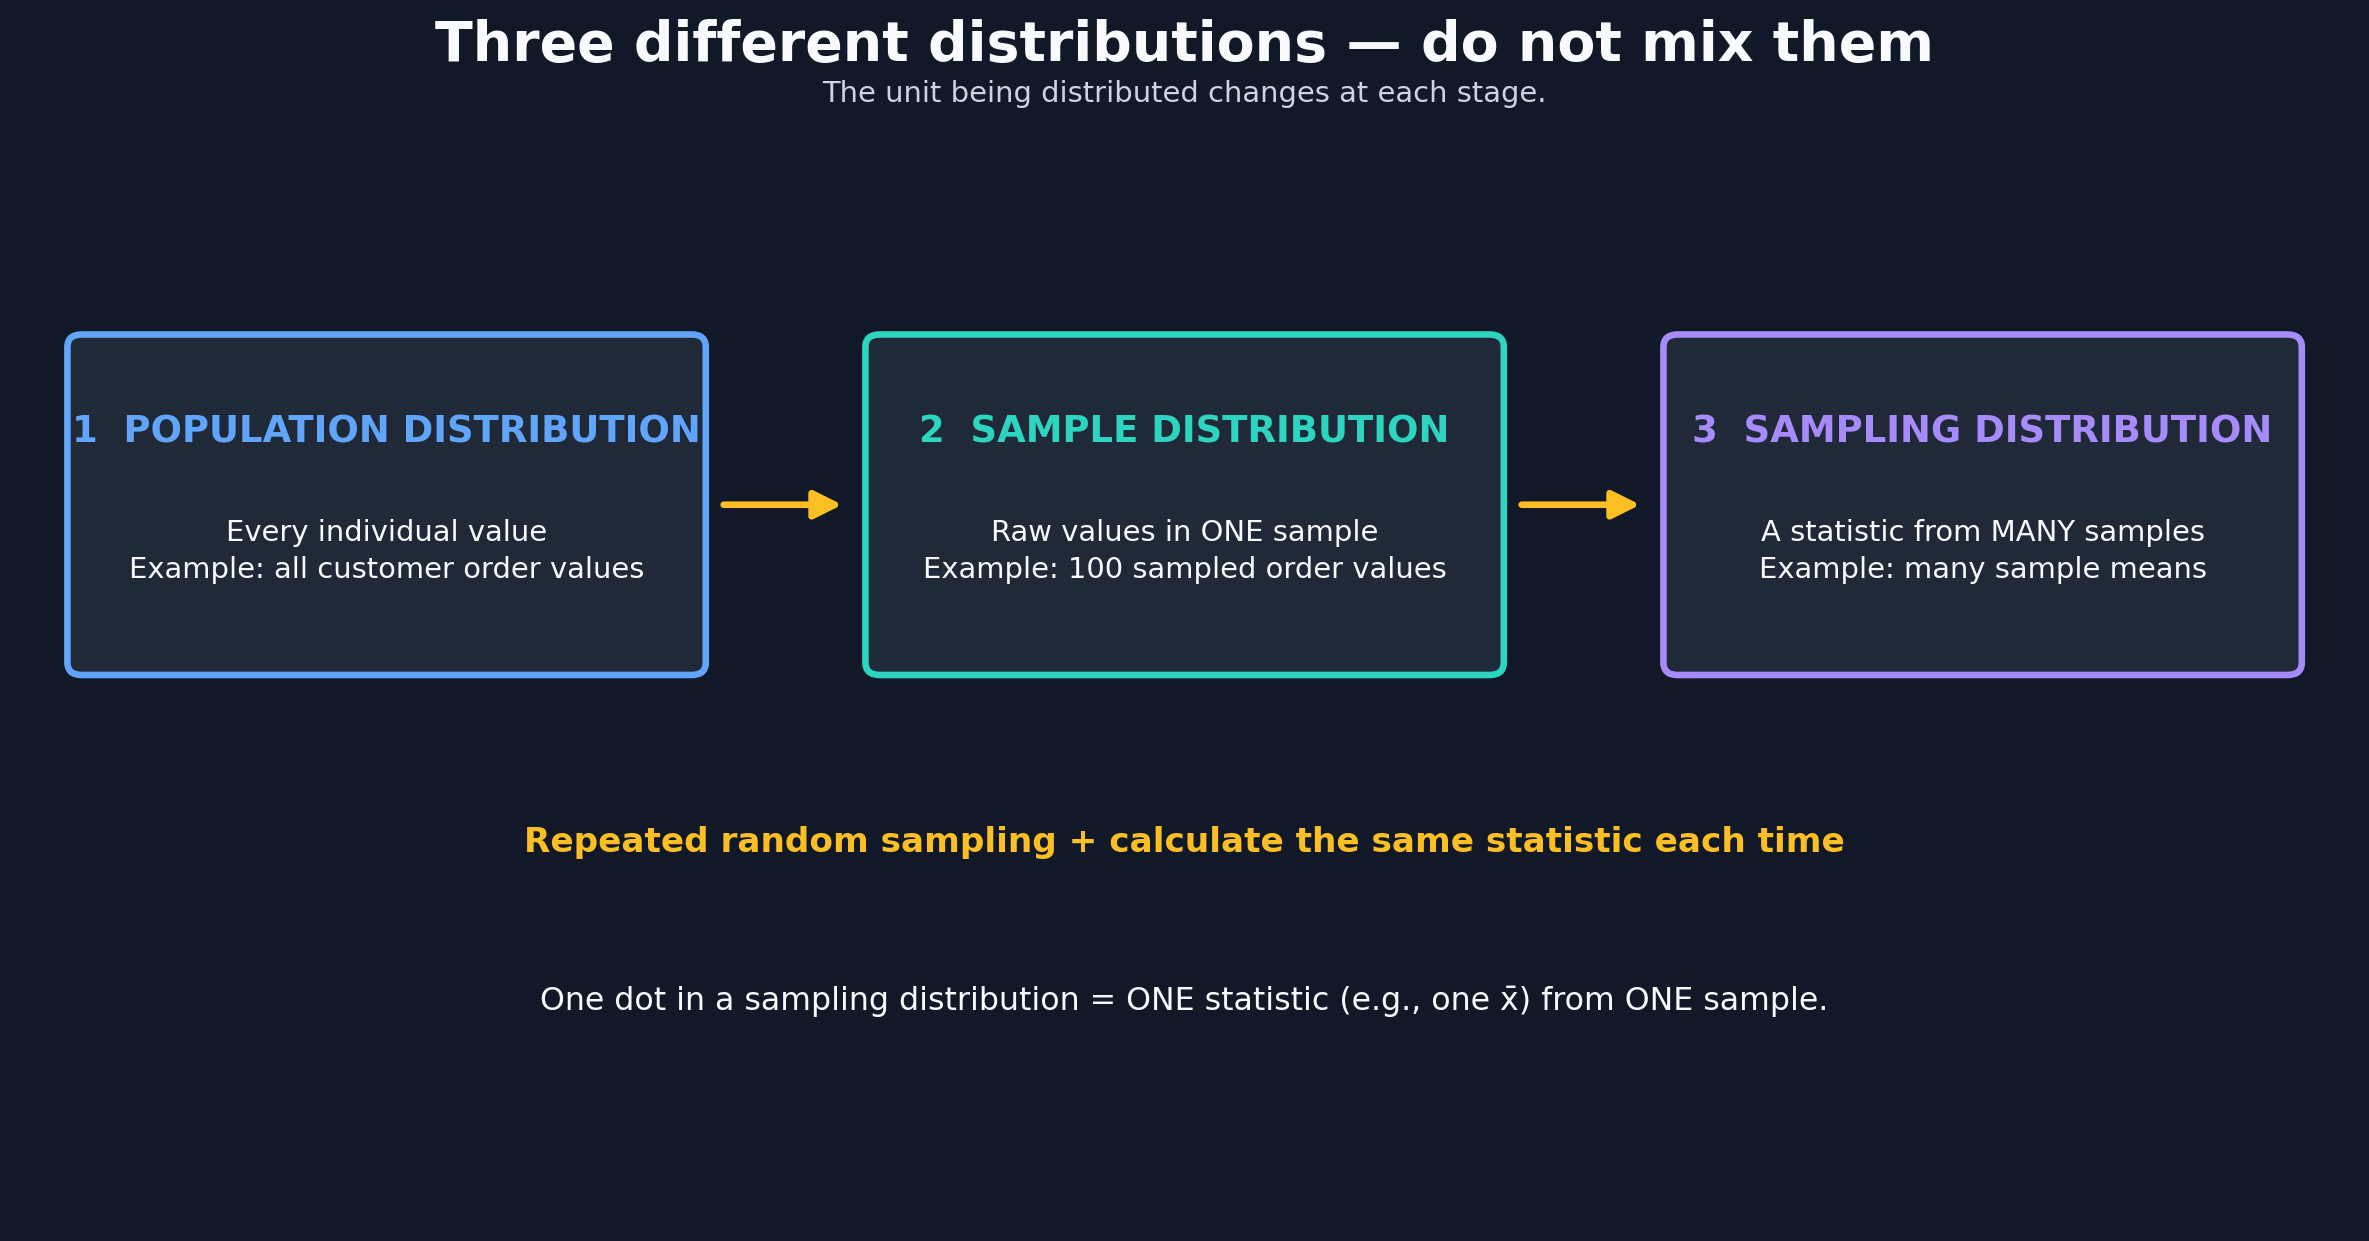 Three different distributions — do not mix them
The unit being distributed changes at each stage.
1  POPULATION DISTRIBUTION
Every individual value
Example: all customer order values
2  SAMPLE DISTRIBUTION
Raw values in ONE sample
Example: 100 sampled order values
3  SAMPLING DISTRIBUTION
A statistic from MANY samples
Example: many sample means
Repeated random sampling + calculate the same statistic each time
One dot in a sampling distribution = ONE statistic (e.g., one x̄) from ONE sample.